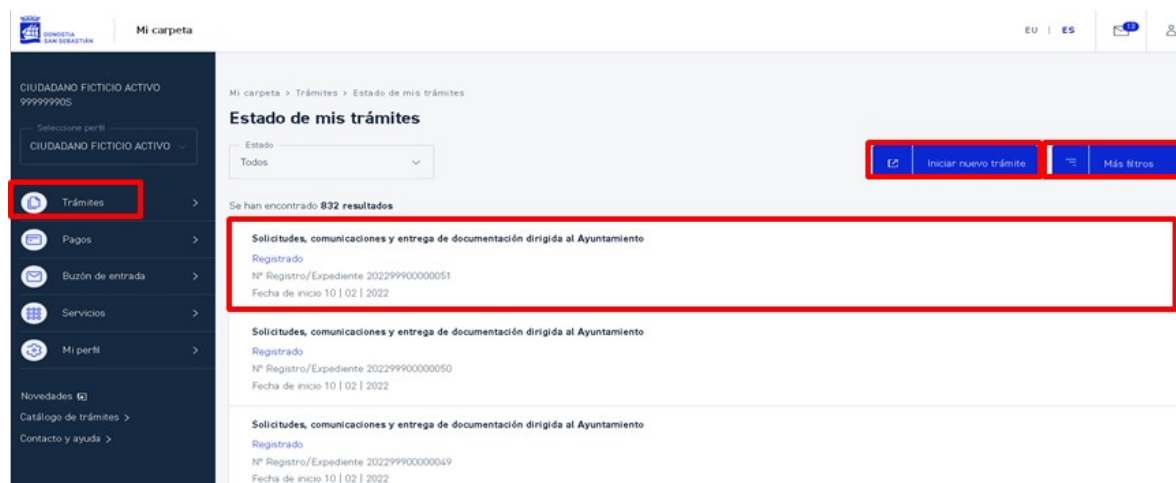 DONOSTIA
SAN SEBASTIÁN
Mi carpeta
EU | ES
13
CIUDADANO FICTICIO ACTIVO
99999990S
Seleccione perfil
CIUDADANO FICTICIO ACTIVO
Trámites
Pagos
Buzón de entrada
Servicios
Mi perfil
Novedades
Catálogo de trámites >
Contacto y ayuda >
Mi carpeta > Trámites > Estado de mis trámites
Estado de mis trámites
Estado
Todos
Iniciar nuevo trámite
Más filtros
Se han encontrado 832 resultados
Solicitudes, comunicaciones y entrega de documentación dirigida al Ayuntamiento
Registrado
Nº Registro/Expediente 202299900000051
Fecha de inicio 10 | 02 | 2022
Solicitudes, comunicaciones y entrega de documentación dirigida al Ayuntamiento
Registrado
Nº Registro/Expediente 202299900000050
Fecha de inicio 10 | 02 | 2022
Solicitudes, comunicaciones y entrega de documentación dirigida al Ayuntamiento
Registrado
Nº Registro/Expediente 202299900000049
Fecha de inicio 10 | 02 | 2022